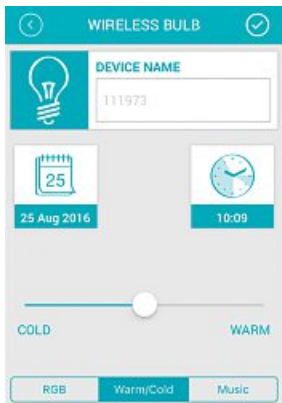 WIRELESS BULB
DEVICE NAME
111973
25
25 Aug 2016
10:09
COLD WARM
RGB Warm/Cold Music